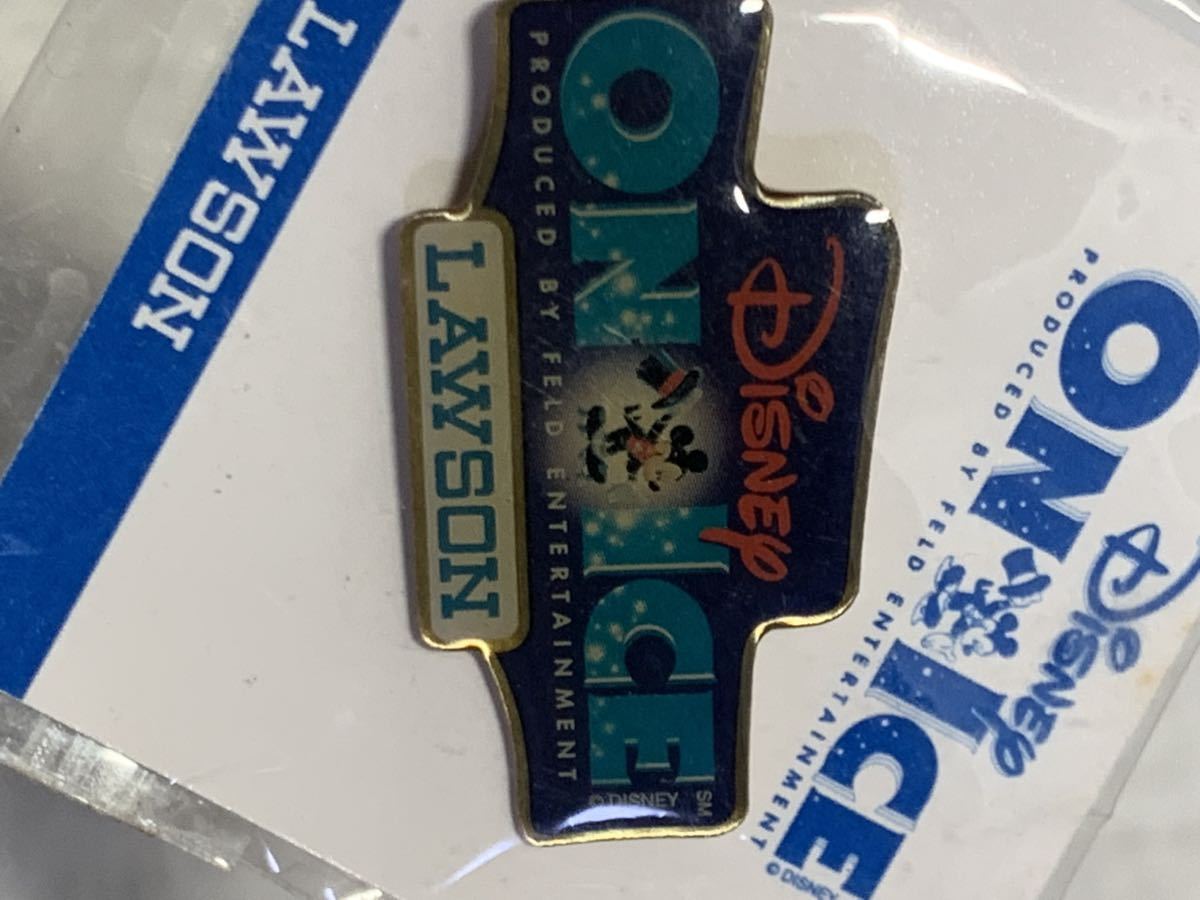 DISNEY
ON ICE
SM
© DISNEY
PRODUCED BY FELD ENTERTAINMENT
LAWSON
DISNEY
ON ICE
© DISNEY
PRODUCED BY FELD ENTERTAINMENT
LAWSON